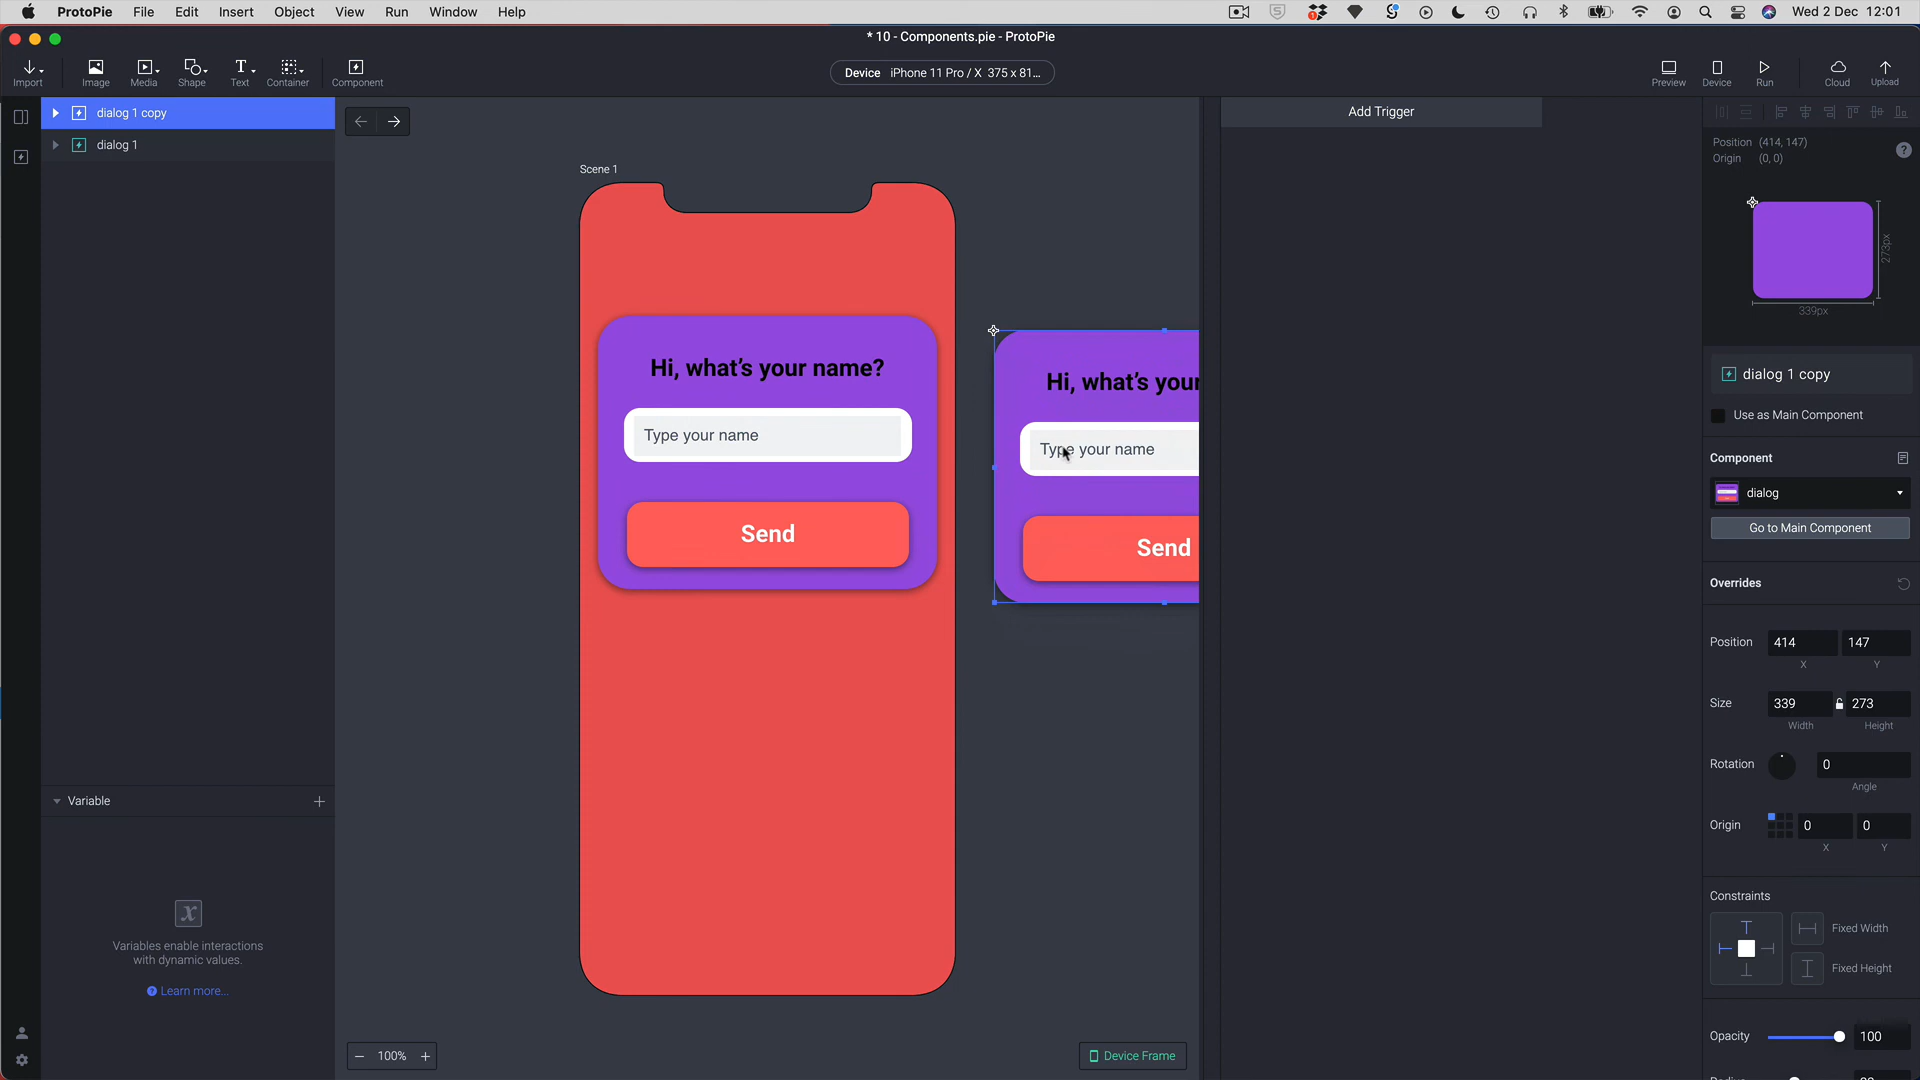 ProtoPie File Edit Insert Object View Run Window Help
Wed 2 Dec 12:01
* 10 - Components.pie - ProtoPie
Import
Image
Media
Shape
Text
Container
Component
Device iPhone 11 Pro / X 375 x 81...
Preview
Device
Run
Cloud
Upload
dialog 1 copy
dialog 1
Scene 1
Hi, what's your name?
Type your name
Send
Hi, what's your
Type your name
Send
Add Trigger
Position (414, 147)
Origin (0, 0)
273px
339px
dialog 1 copy
Use as Main Component
Component
dialog
Go to Main Component
Overrides
Position 414 147
X Y
Size 339 273
Width Height
Rotation 0
Angle
Origin 0 0
X Y
Constraints
Fixed Width
Fixed Height
Opacity 100
Variable
x
Variables enable interactions
with dynamic values.
Learn more...
100%
Device Frame